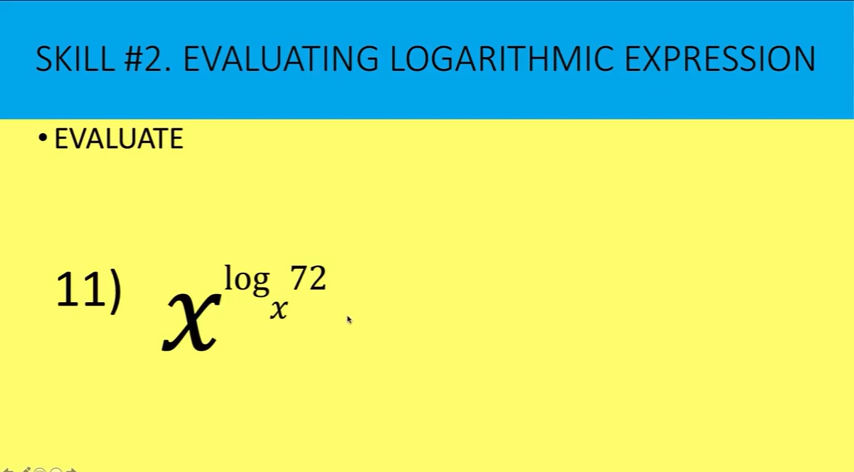 SKILL #2. EVALUATING LOGARITHMIC EXPRESSION
• EVALUATE
11) x^{log_x 72}